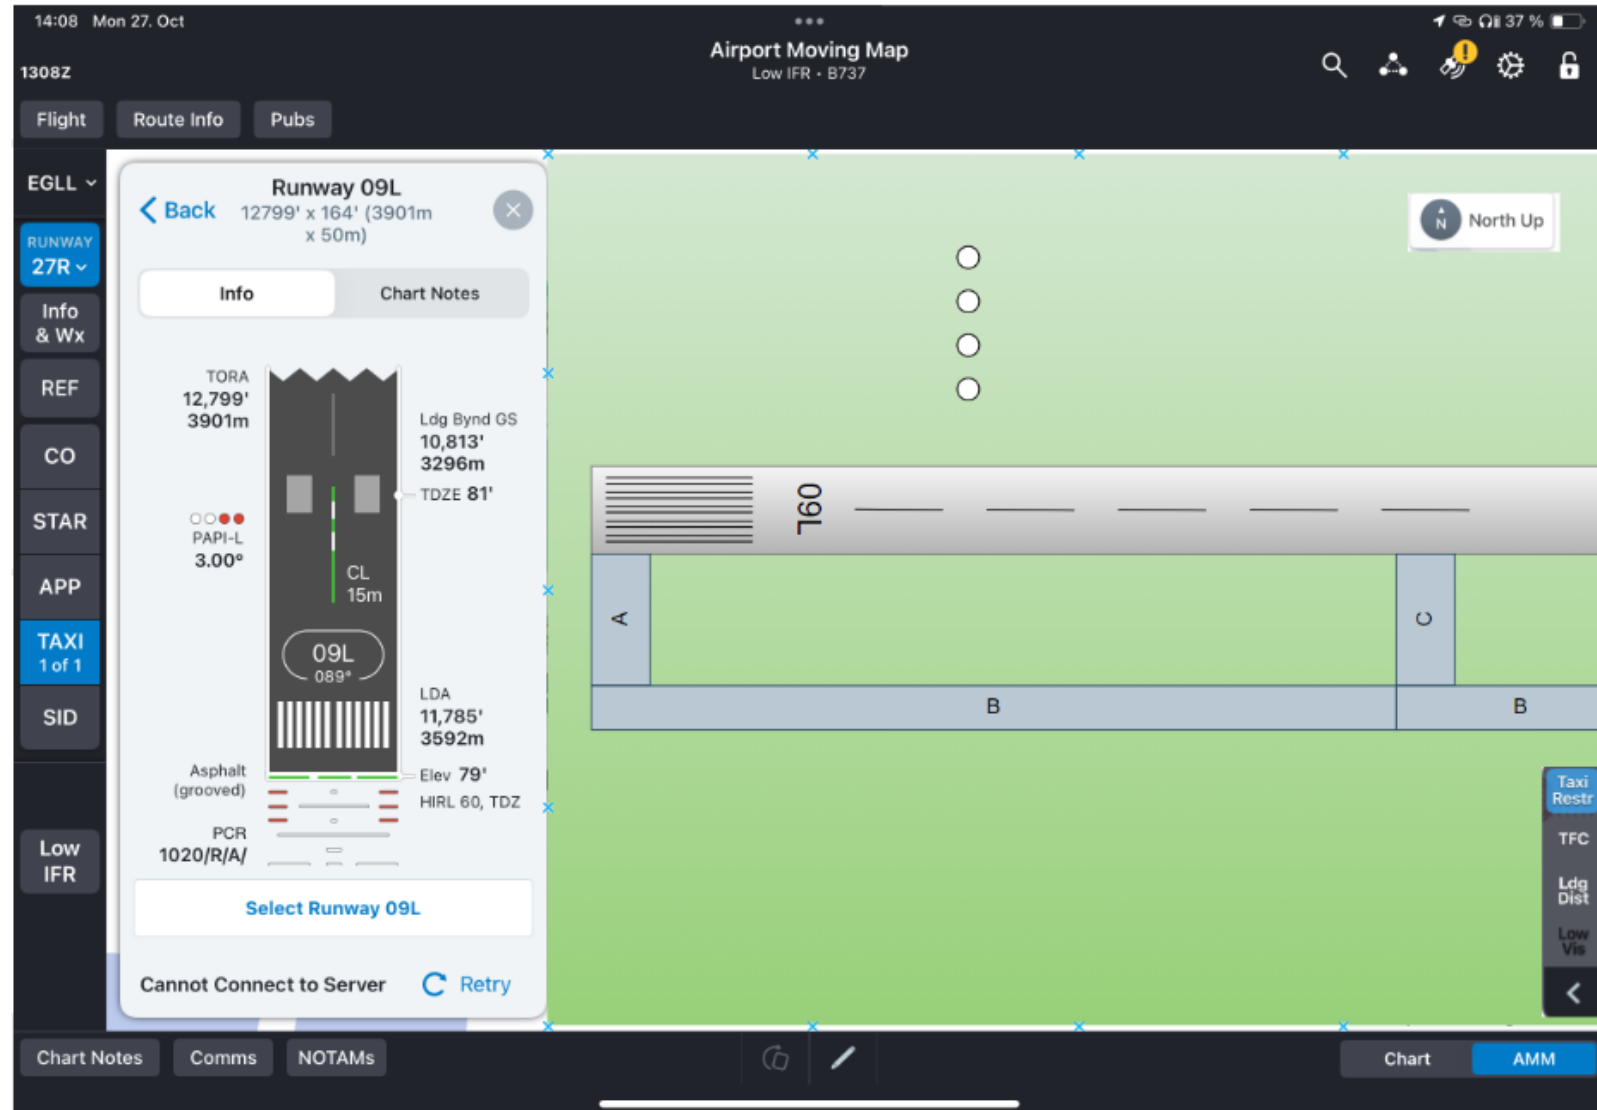 14:08 Mon 27. Oct
37 %
1308Z
Airport Moving Map
Low IFR • B737
Flight
Route Info
Pubs
EGLL
RUNWAY
27R
Info
& Wx
REF
CO
STAR
APP
TAXI
1 of 1
SID
Low
IFR
Back
Runway 09L
12799' x 164' (3901m
x 50m)
Info
Chart Notes
TORA
12,799'
3901m
Ldg Bynd GS
10,813'
3296m
TDZE 81'
PAPI-L
3.00°
CL
15m
09L
089°
LDA
11,785'
3592m
Asphalt
(grooved)
Elev 79'
HIRL 60, TDZ
PCR
1020/R/A/
Select Runway 09L
Cannot Connect to Server
Retry
N
North Up
09L
A
C
B
B
Taxi
Restr
TFC
Ldg
Dist
Low
Vis
Chart Notes
Comms
NOTAMs
Chart
AMM